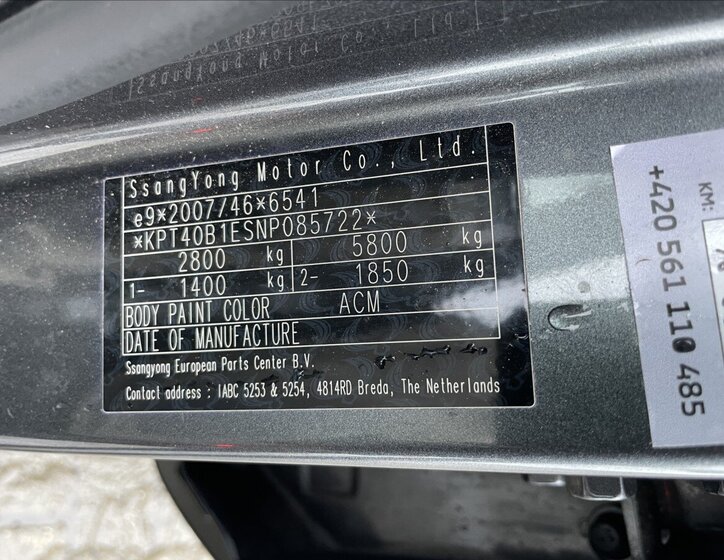 SsangYong Motor Co., Ltd.
e9*2007/46*6541
*KPT40B1ESNP085722*
2800 kg 5800 kg
1- 1400 kg 2- 1850 kg
BODY PAINT COLOR ACM
DATE OF MANUFACTURE
Ssangyong European Parts Center B.V.
Contact address : IABC 5253 & 5254, 4814RD Breda, The Netherlands
KM:
+420 561 110 485